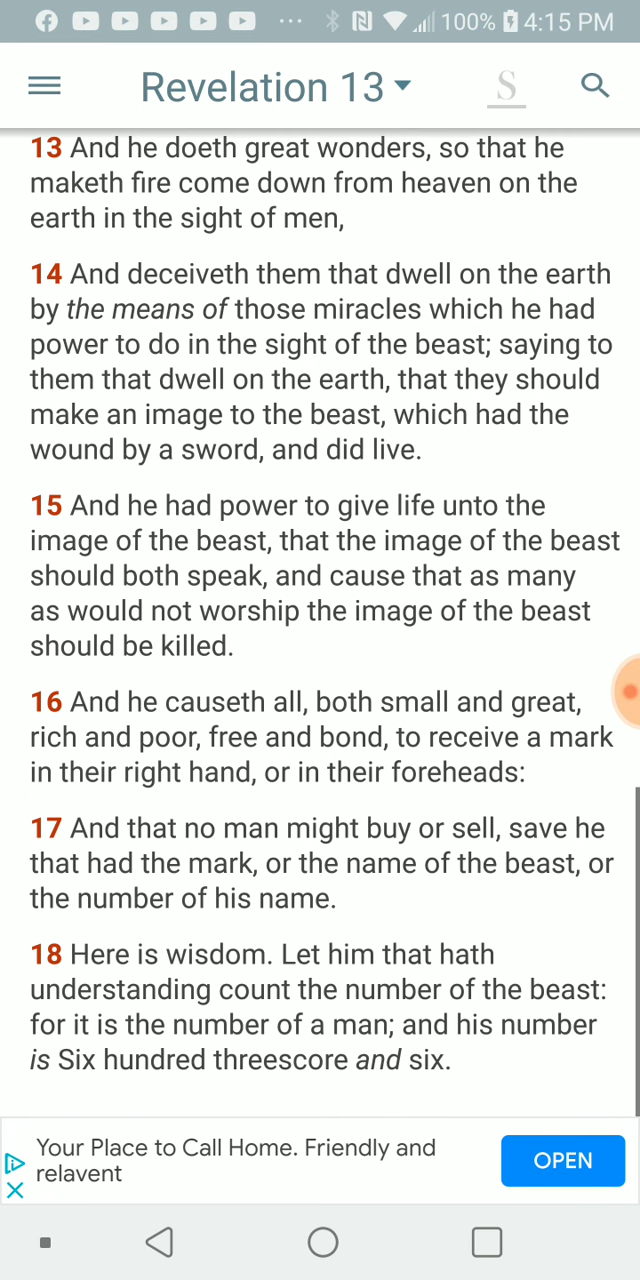 100% 4:15 PM
Revelation 13 S
13 And he doeth great wonders, so that he
maketh fire come down from heaven on the
earth in the sight of men,
14 And deceiveth them that dwell on the earth
by the means of those miracles which he had
power to do in the sight of the beast; saying to
them that dwell on the earth, that they should
make an image to the beast, which had the
wound by a sword, and did live.
15 And he had power to give life unto the
image of the beast, that the image of the beast
should both speak, and cause that as many
as would not worship the image of the beast
should be killed.
16 And he causeth all, both small and great,
rich and poor, free and bond, to receive a mark
in their right hand, or in their foreheads:
17 And that no man might buy or sell, save he
that had the mark, or the name of the beast, or
the number of his name.
18 Here is wisdom. Let him that hath
understanding count the number of the beast:
for it is the number of a man; and his number
is Six hundred threescore and six.
Your Place to Call Home. Friendly and
relavent
OPEN